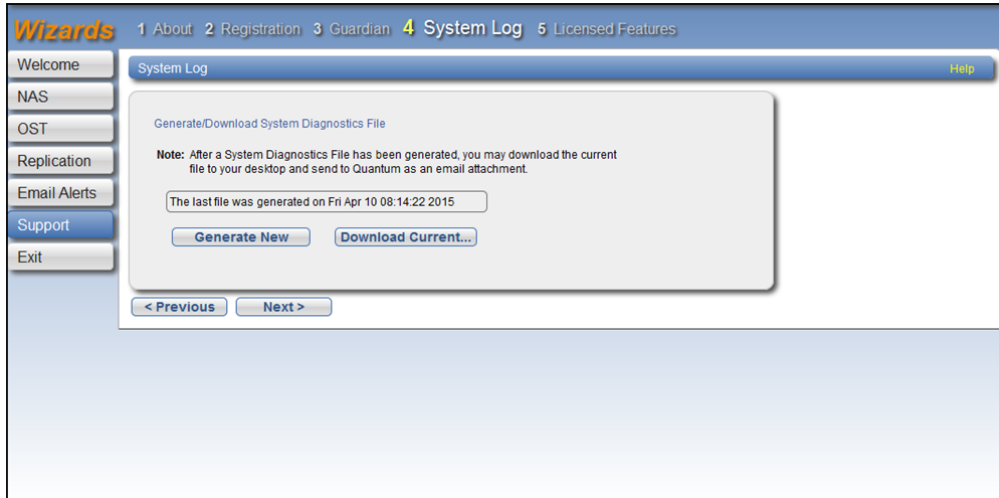 Wizards 1 About 2 Registration 3 Guardian 4 System Log 5 Licensed Features
Welcome
NAS
OST
Replication
Email Alerts
Support
Exit
System Log Help
Generate/Download System Diagnostics File
Note: After a System Diagnostics File has been generated, you may download the current
file to your desktop and send to Quantum as an email attachment.
The last file was generated on Fri Apr 10 08:14:22 2015
Generate New Download Current...
< Previous Next >